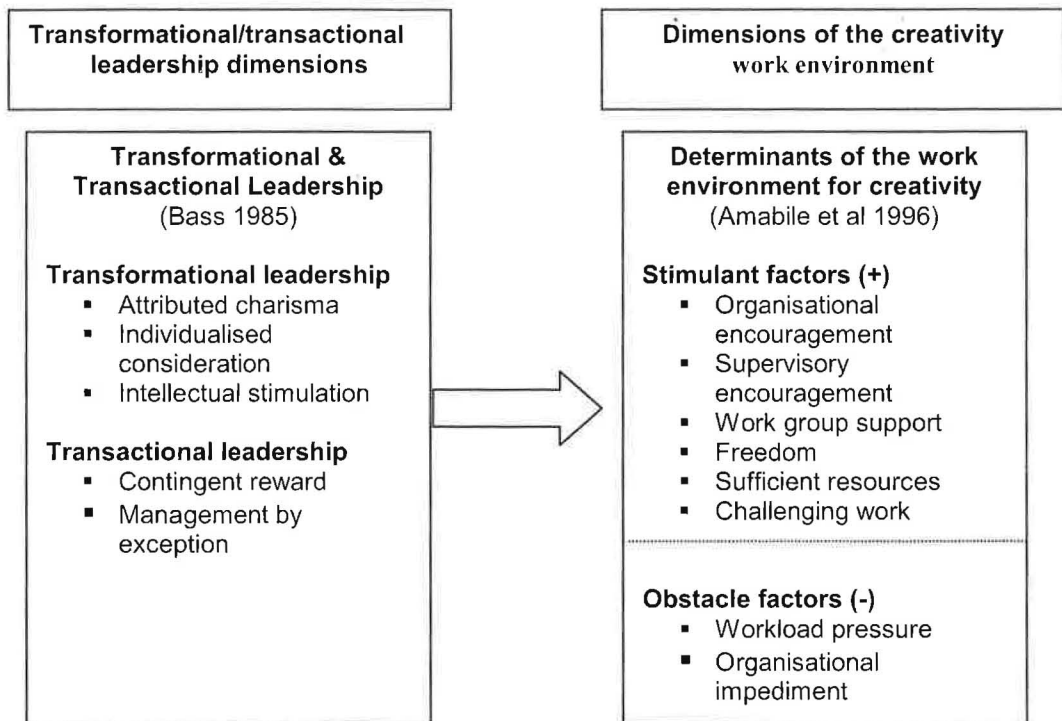 Transformational/transactional
leadership dimensions
Dimensions of the creativity
work environment
Transformational &
Transactional Leadership
(Bass 1985)
Transformational leadership
▪ Attributed charisma
▪ Individualised
consideration
▪ Intellectual stimulation
Transactional leadership
▪ Contingent reward
▪ Management by
exception
Determinants of the work
environment for creativity
(Amabile et al 1996)
Stimulant factors (+)
▪ Organisational
encouragement
▪ Supervisory
encouragement
▪ Work group support
▪ Freedom
▪ Sufficient resources
▪ Challenging work
Obstacle factors (-)
▪ Workload pressure
▪ Organisational
impediment